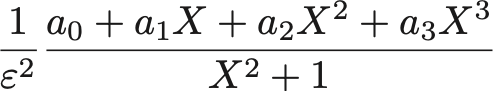 \frac{1}{\varepsilon^2} \frac{a_0 + a_1 X + a_2 X^2 + a_3 X^3}{X^2 + 1}